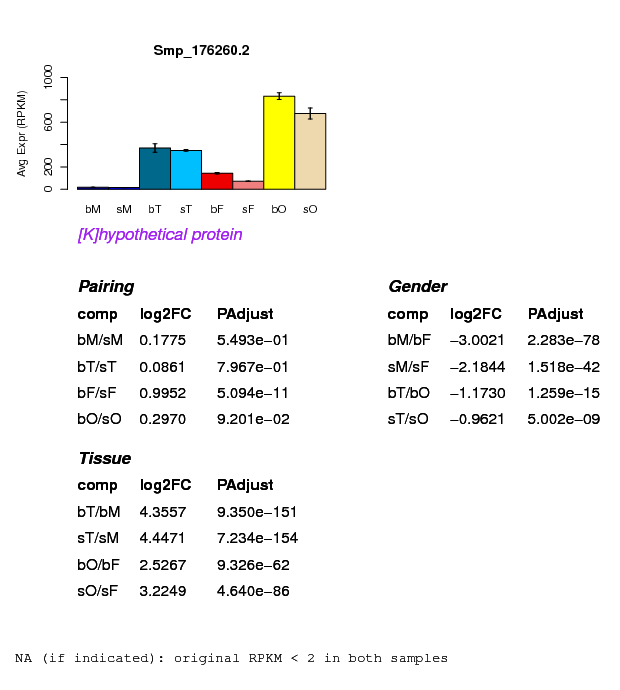 Smp_176260.2
Avg Expr (RPKM)
1000
600
200
0
bM sM bT sT bF sF bO sO
[K]hypothetical protein
Pairing
comp log2FC PAdjust
bM/sM 0.1775 5.493e−01
bT/sT 0.0861 7.967e−01
bF/sF 0.9952 5.094e−11
bO/sO 0.2970 9.201e−02
Gender
comp log2FC PAdjust
bM/bF −3.0021 2.283e−78
sM/sF −2.1844 1.518e−42
bT/bO −1.1730 1.259e−15
sT/sO −0.9621 5.002e−09
Tissue
comp log2FC PAdjust
bT/bM 4.3557 9.350e−151
sT/sM 4.4471 7.234e−154
bO/bF 2.5267 9.326e−62
sO/sF 3.2249 4.640e−86
NA (if indicated): original RPKM < 2 in both samples